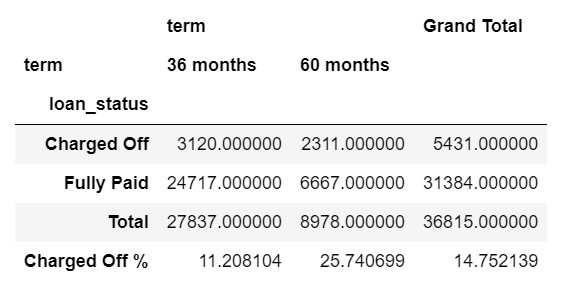 term Grand Total
term 36 months 60 months
loan_status
Charged Off 3120.000000 2311.000000 5431.000000
Fully Paid 24717.000000 6667.000000 31384.000000
Total 27837.000000 8978.000000 36815.000000
Charged Off % 11.208104 25.740699 14.752139